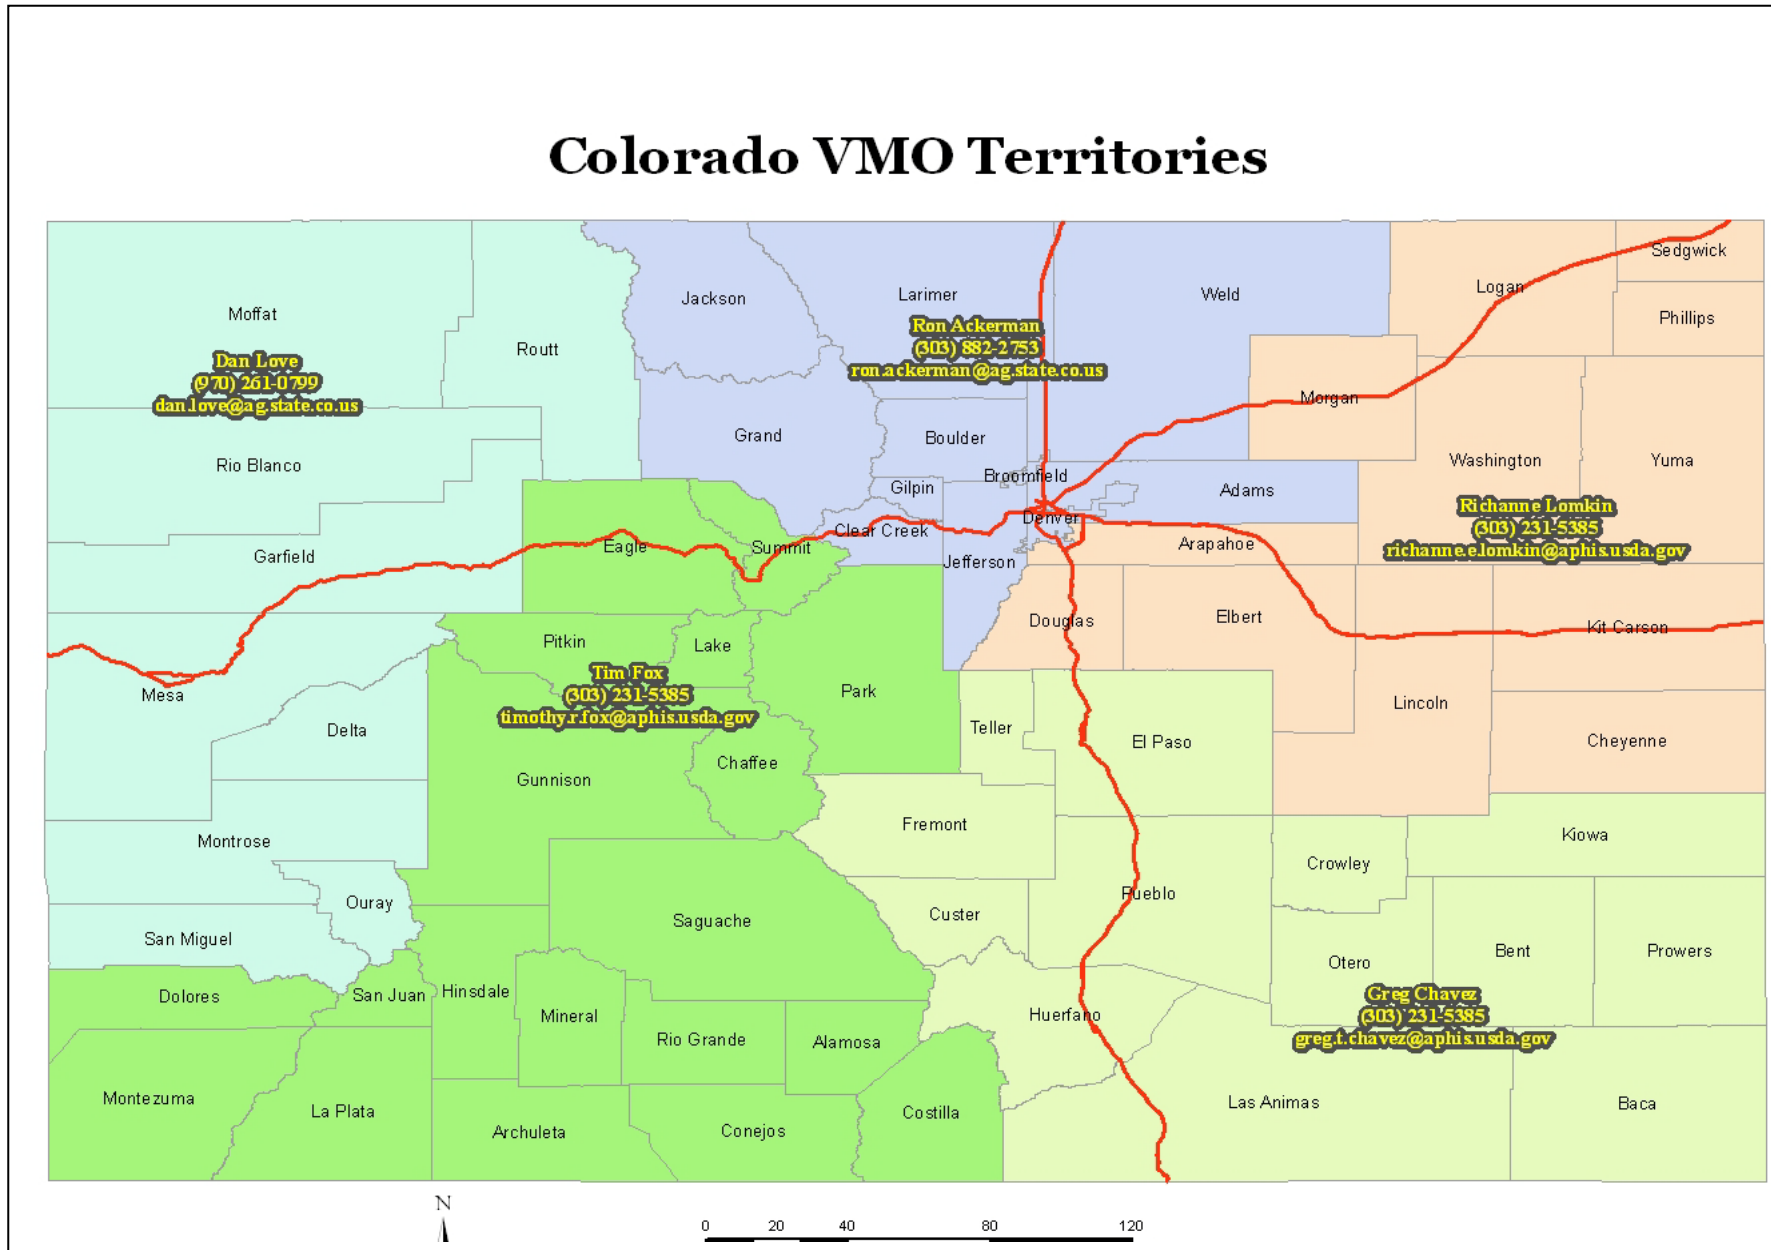 Colorado VMO Territories
Sedgwick
Logan
Phillips
Jackson
Larimer
Weld
Moffat
Routt
Ron Ackerman
(303) 882-2753
ron.ackerman@ag.state.co.us
Dan Love
(970) 261-0799
dan.love@ag.state.co.us
Morgan
Grand
Boulder
Rio Blanco
Washington
Yuma
Broomfield
Gilpin
Adams
Richanne Lomkin
(303) 231-5385
richanne.e.lomkin@aphis.usda.gov
Denver
Clear Creek
Arapahoe
Garfield
Eagle
Summit
Jefferson
Douglas
Elbert
Kit Carson
Pitkin
Lake
Tim Fox
(303) 231-5385
timothy.r.fox@aphis.usda.gov
Mesa
Park
Lincoln
Delta
Teller
El Paso
Cheyenne
Gunnison
Chaffee
Fremont
Kiowa
Montrose
Crowley
Ouray
Saguache
Custer
Pueblo
San Miguel
Otero
Bent
Prowers
Dolores
San Juan
Hinsdale
Mineral
Huerfano
Greg Chavez
(303) 231-5385
greg.t.chavez@aphis.usda.gov
Rio Grande
Alamosa
Montezuma
La Plata
Archuleta
Conejos
Costilla
Las Animas
Baca
N
0 20 40 80 120